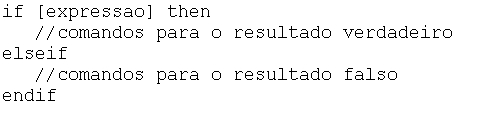 if [expressao] then
//comandos para o resultado verdadeiro
elseif
//comandos para o resultado falso
endif